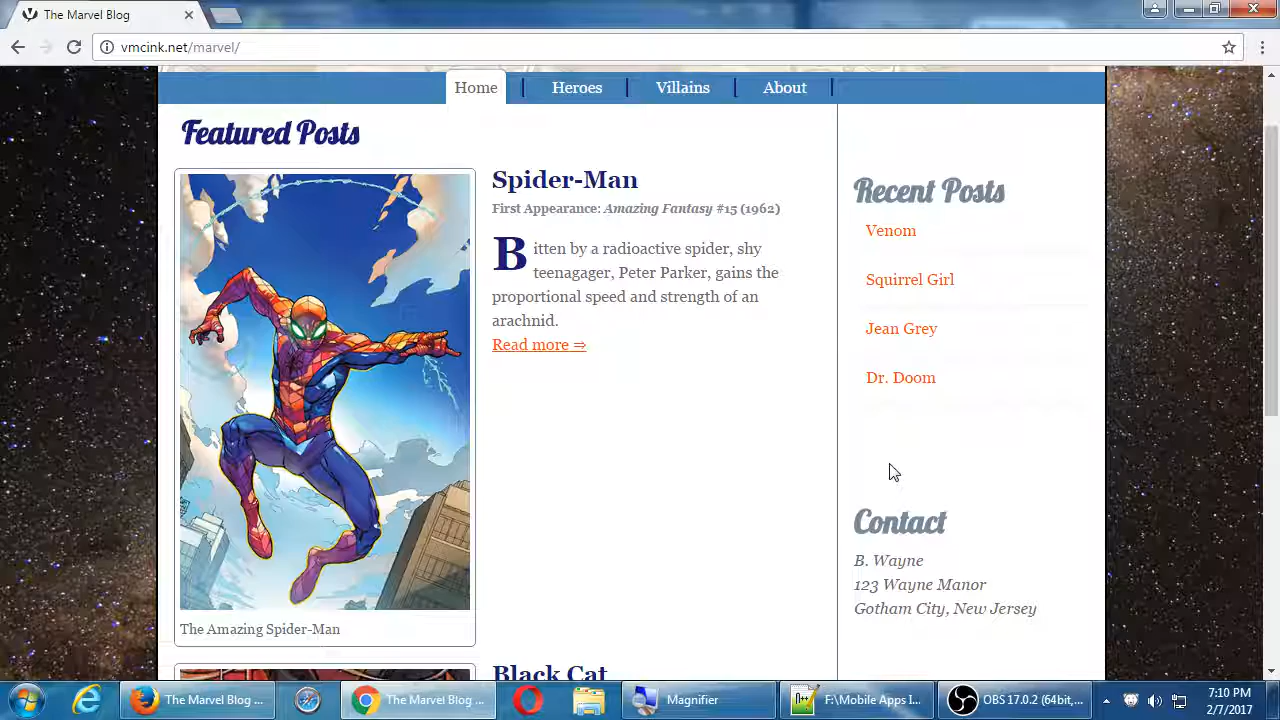 The Marvel Blog
vmcink.net/marvel/
Home
Heroes
Villains
About
Featured Posts
Spider-Man
First Appearance: Amazing Fantasy #15 (1962)
Bitten by a radioactive spider, shy
teenagager, Peter Parker, gains the
proportional speed and strength of an
arachnid.
Read more ⇒
The Amazing Spider-Man
Black Cat
Recent Posts
Venom
Squirrel Girl
Jean Grey
Dr. Doom
Contact
B. Wayne
123 Wayne Manor
Gotham City, New Jersey
The Marvel Blog ...
The Marvel Blog ...
Magnifier
F:\Mobile Apps I...
OBS 17.0.2 (64bit,...
7:10 PM
2/7/2017